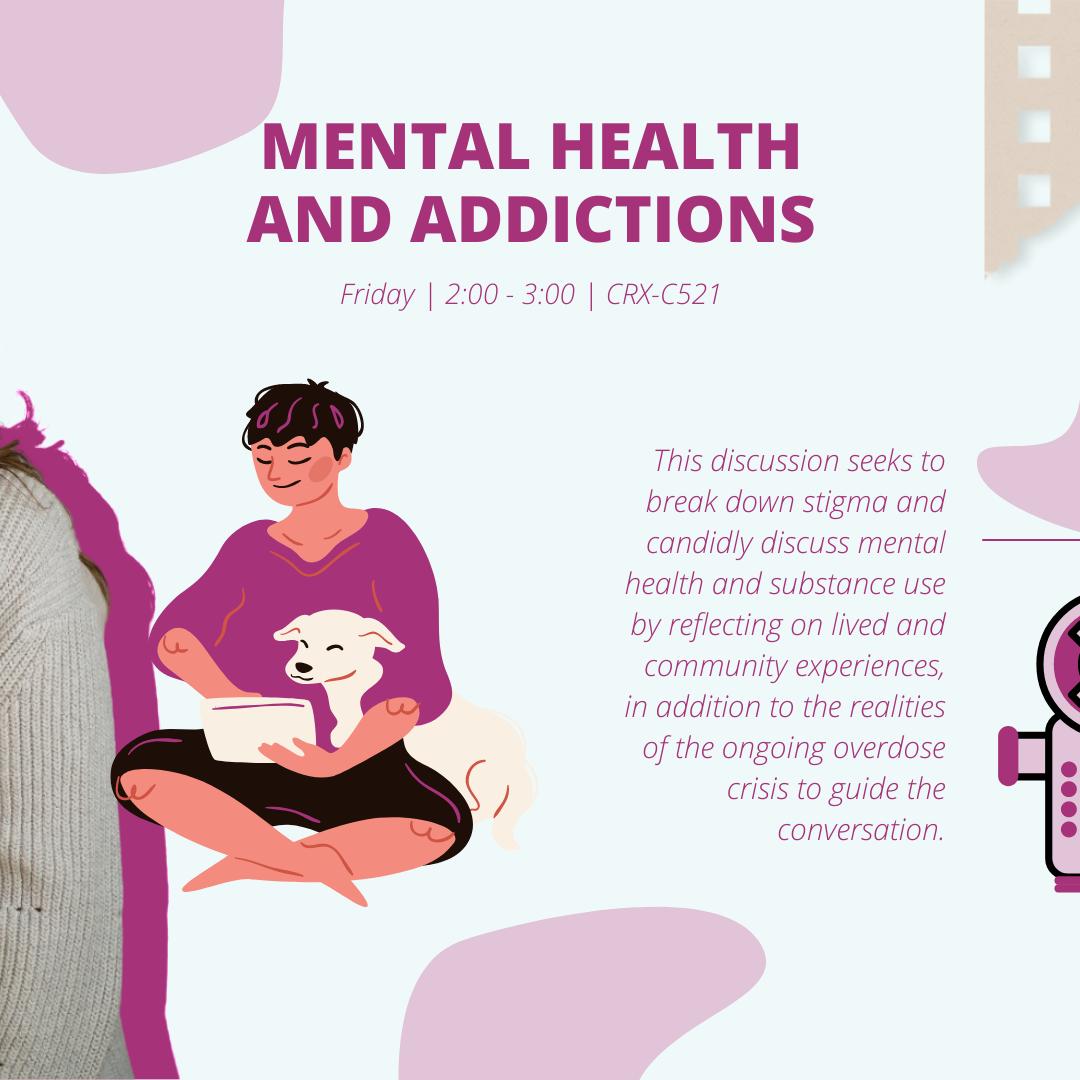 MENTAL HEALTH
AND ADDICTIONS
Friday | 2:00 - 3:00 | CRX-C521
This discussion seeks to
break down stigma and
candidly discuss mental
health and substance use
by reflecting on lived and
community experiences,
in addition to the realities
of the ongoing overdose
crisis to guide the
conversation.